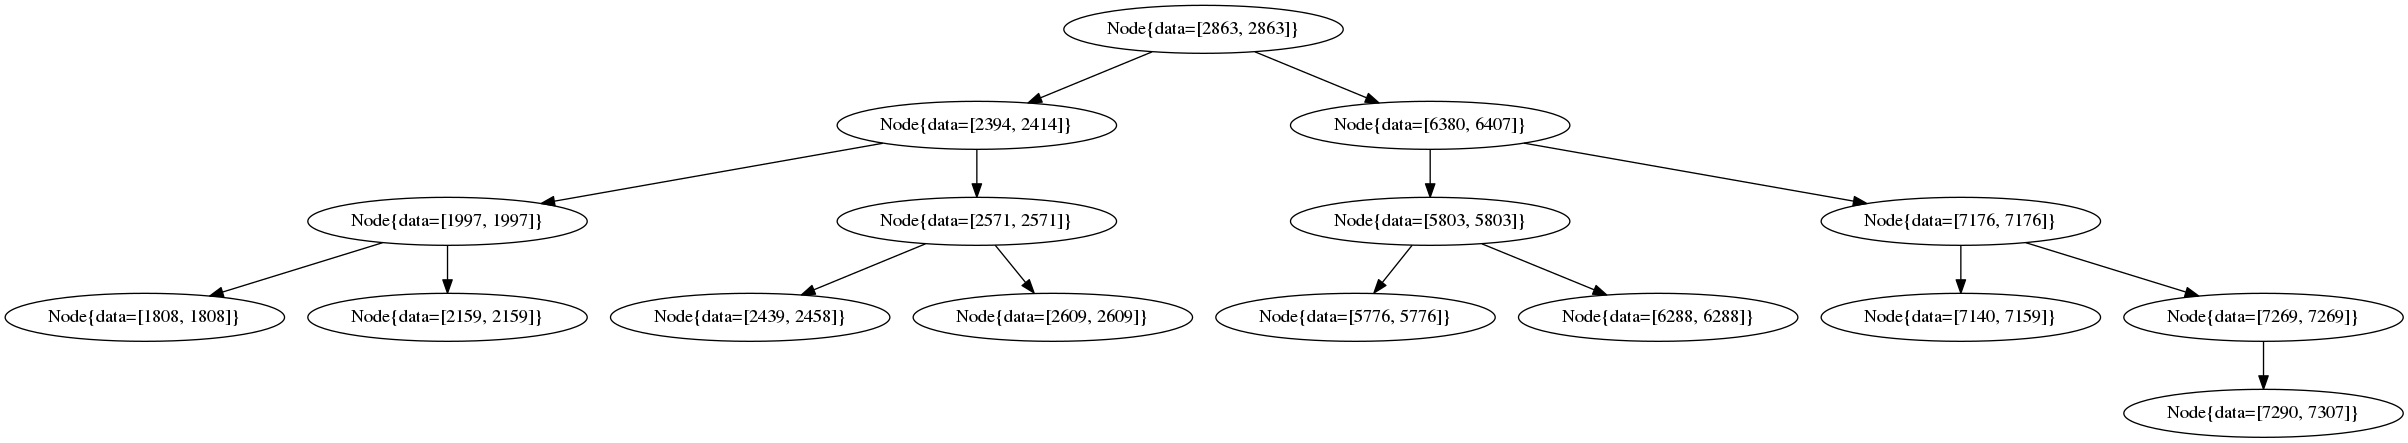 Node{data=[2863, 2863]}
Node{data=[2394, 2414]}
Node{data=[6380, 6407]}
Node{data=[1997, 1997]}
Node{data=[2571, 2571]}
Node{data=[5803, 5803]}
Node{data=[7176, 7176]}
Node{data=[1808, 1808]}
Node{data=[2159, 2159]}
Node{data=[2439, 2458]}
Node{data=[2609, 2609]}
Node{data=[5776, 5776]}
Node{data=[6288, 6288]}
Node{data=[7140, 7159]}
Node{data=[7269, 7269]}
Node{data=[7290, 7307]}